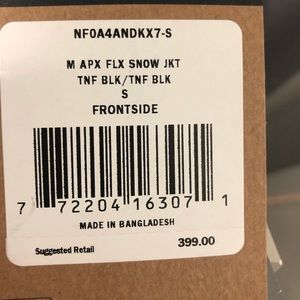 NF0A4ANDKX7-S
M APX FLX SNOW JKT
TNF BLK/TNF BLK
S
FRONTSIDE
7 72204 16307 1
MADE IN BANGLADESH
Suggested Retail 399.00